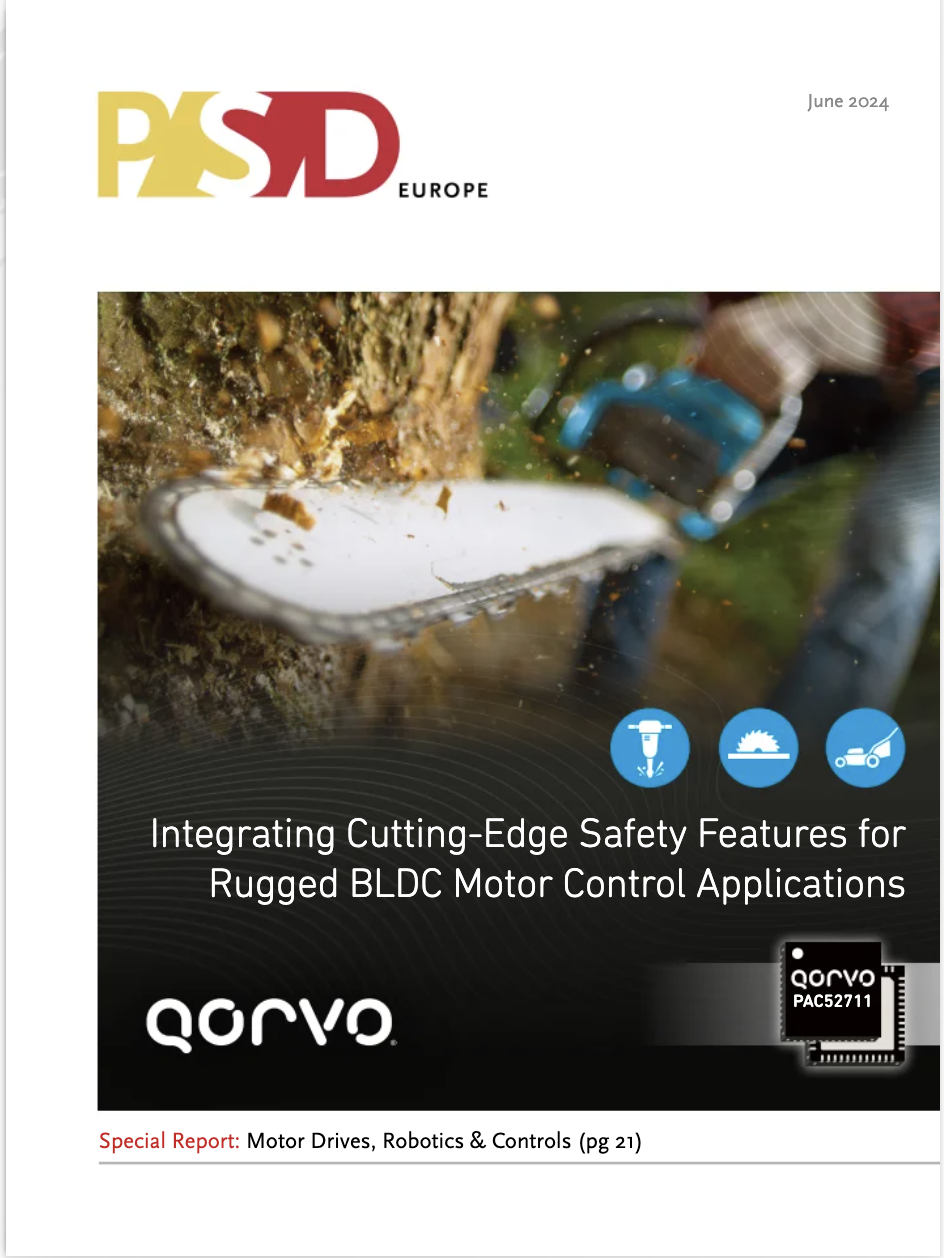 June 2024
PSD
EUROPE
Integrating Cutting-Edge Safety Features for
Rugged BLDC Motor Control Applications
QORVO
PAC52711
QORVO®
Special Report: Motor Drives, Robotics & Controls (pg 21)